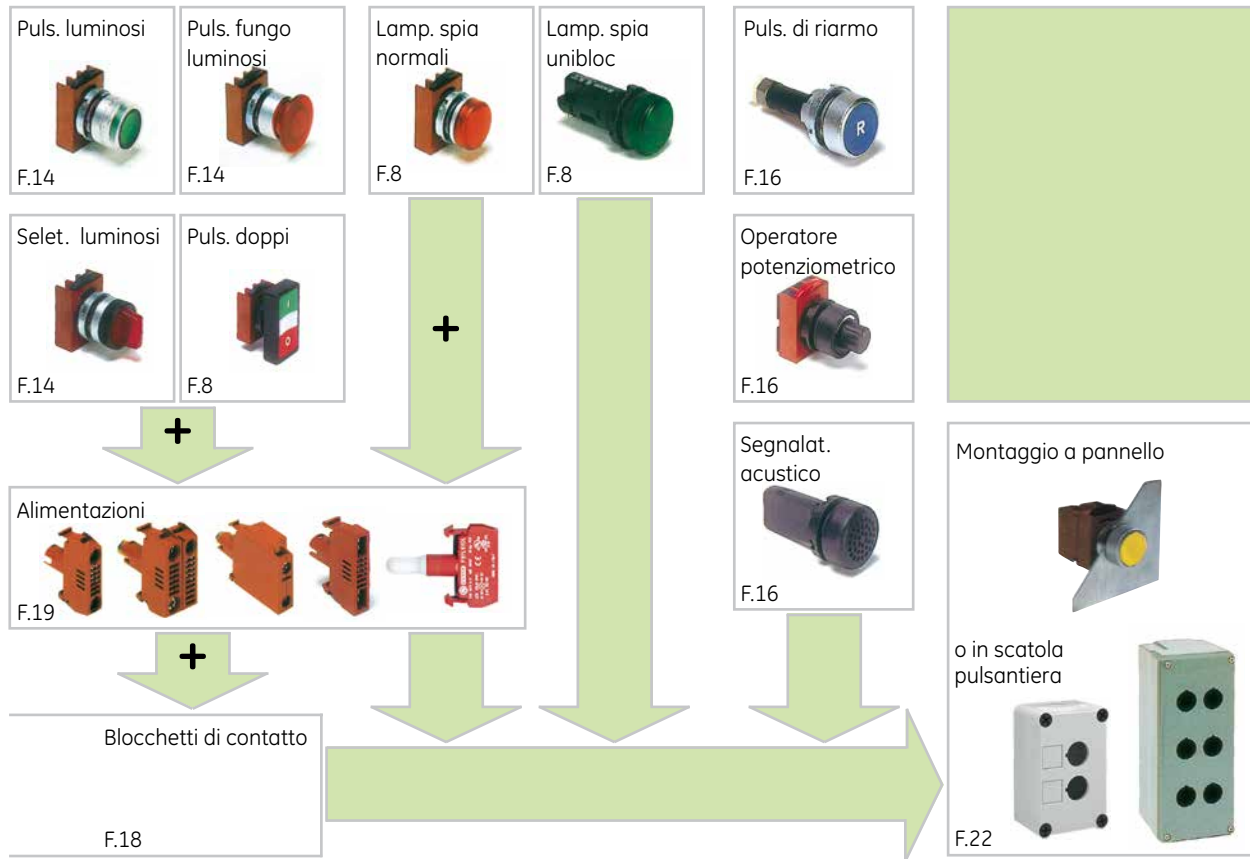 Puls. luminosi
F.14
Puls. fungo
luminosi
F.14
Lamp. spia
normali
F.8
Lamp. spia
unibloc
F.8
Puls. di riarmo
R
F.16
Selet. luminosi
F.14
Puls. doppi
I
O
F.8
+
Operatore
potenziometrico
F.16
+
Segnalat.
acustico
F.16
Montaggio a pannello
Alimentazioni
F.19
+
o in scatola
pulsantiera
F.22
Blocchetti di contatto
F.18